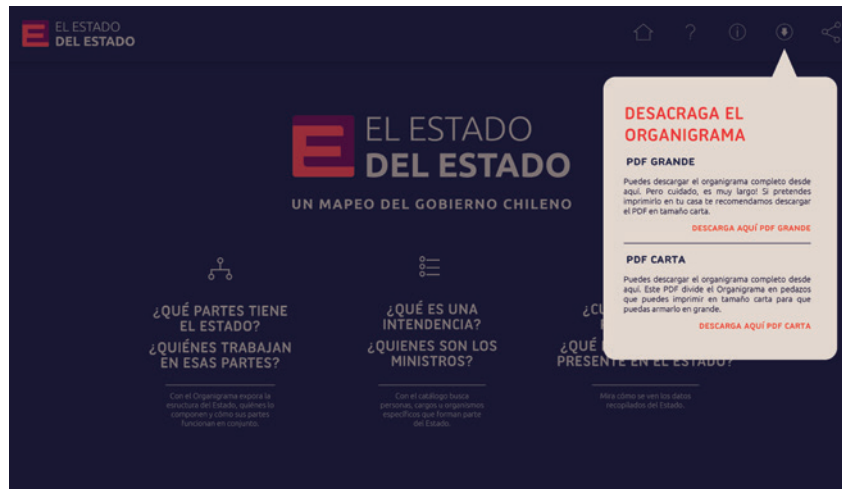 EL ESTADO
DEL ESTADO
EL ESTADO
DEL ESTADO
UN MAPEO DEL GOBIERNO CHILENO
¿QUÉ PARTES TIENE
EL ESTADO?
¿QUIÉNES TRABAJAN
EN ESAS PARTES?
Con el Organigrama expora la
esructura del Estado, quiénes lo
componen y cómo sus partes
funcionan en conjunto.
¿QUÉ ES UNA
INTENDENCIA?
¿QUIENES SON LOS
MINISTROS?
Con el catálogo busca
personas, cargos u organismos
específicos que forman parte
del Estado.
¿QUÉ
PRESENTE EN EL ESTADO?
Mira cómo se ven los datos
recopilados del Estado.
DESACRAGA EL
ORGANIGRAMA
PDF GRANDE
Puedes descargar el organigrama completo desde
aquí. Pero cuidado, es muy largo! Si pretendes
imprimirlo en tu casa te recomendamos descargar
el PDF en tamaño carta.
DESCARGA AQUÍ PDF GRANDE
PDF CARTA
Puedes descargar el organigrama completo desde
aquí. Este PDF divide el Organigrama en pedazos
que puedes imprimir en tamaño carta para que
puedas armarlo en grande.
DESCARGA AQUÍ PDF CARTA